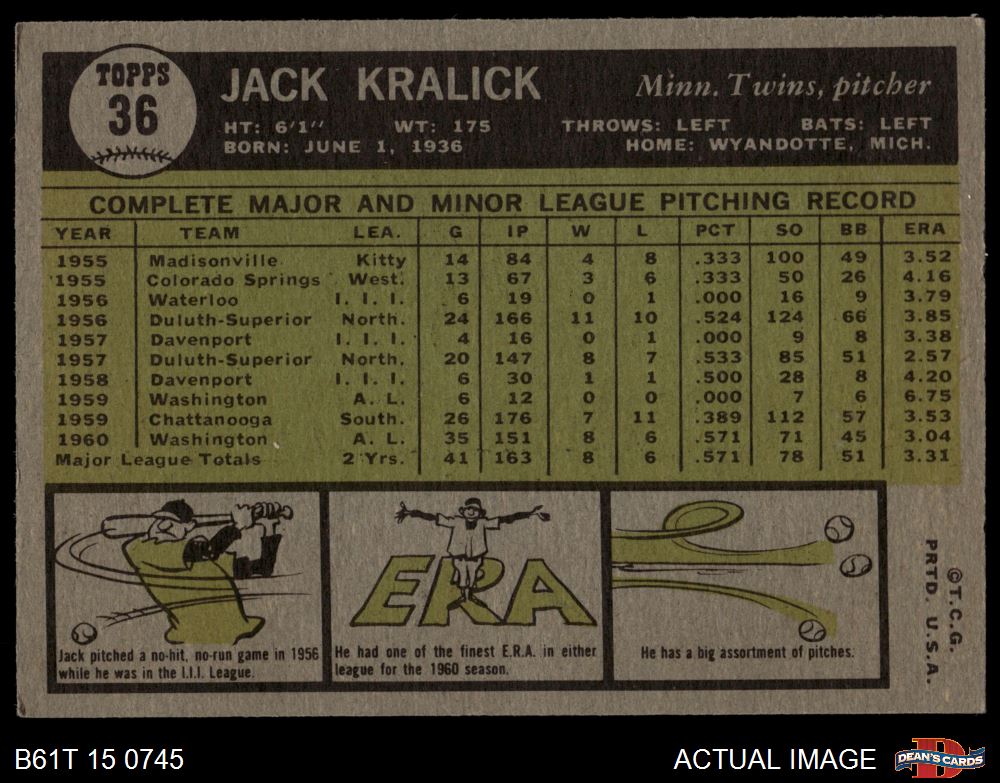 TOPPS
36
JACK KRALICK
Minn. Twins, pitcher
HT: 6'1" WT: 175 THROWS: LEFT BATS: LEFT
BORN: JUNE 1, 1936 HOME: WYANDOTTE, MICH.
COMPLETE MAJOR AND MINOR LEAGUE PITCHING RECORD
YEAR TEAM LEA. G IP W L PCT SO BB ERA
1955 Madisonville Kitty 14 84 4 8 .333 100 49 3.52
1955 Colorado Springs West. 13 67 3 6 .333 50 26 4.16
1956 Waterloo I. I. I. 6 19 0 1 .000 16 9 3.79
1956 Duluth-Superior North. 24 166 11 10 .524 124 66 3.85
1957 Davenport I. I. I. 4 16 0 1 .000 9 8 3.38
1957 Duluth-Superior North. 20 147 8 7 .533 85 51 2.57
1958 Davenport I. I. I. 6 30 1 1 .500 28 8 4.20
1959 Washington A. L. 6 12 0 0 .000 7 6 6.75
1959 Chattanooga South. 26 176 7 11 .389 112 57 3.53
1960 Washington A. L. 35 151 8 6 .571 71 45 3.04
Major League Totals 2 Yrs. 41 163 8 6 .571 78 51 3.31
Jack pitched a no-hit, no-run game in 1956
while he was in the I.I.I. League.
ERA
He had one of the finest E.R.A. in either
league for the 1960 season.
He has a big assortment of pitches.
©T.C.G.
PRTD. U.S.A.
B61T 15 0745
ACTUAL IMAGE
D
DEAN'S CARDS